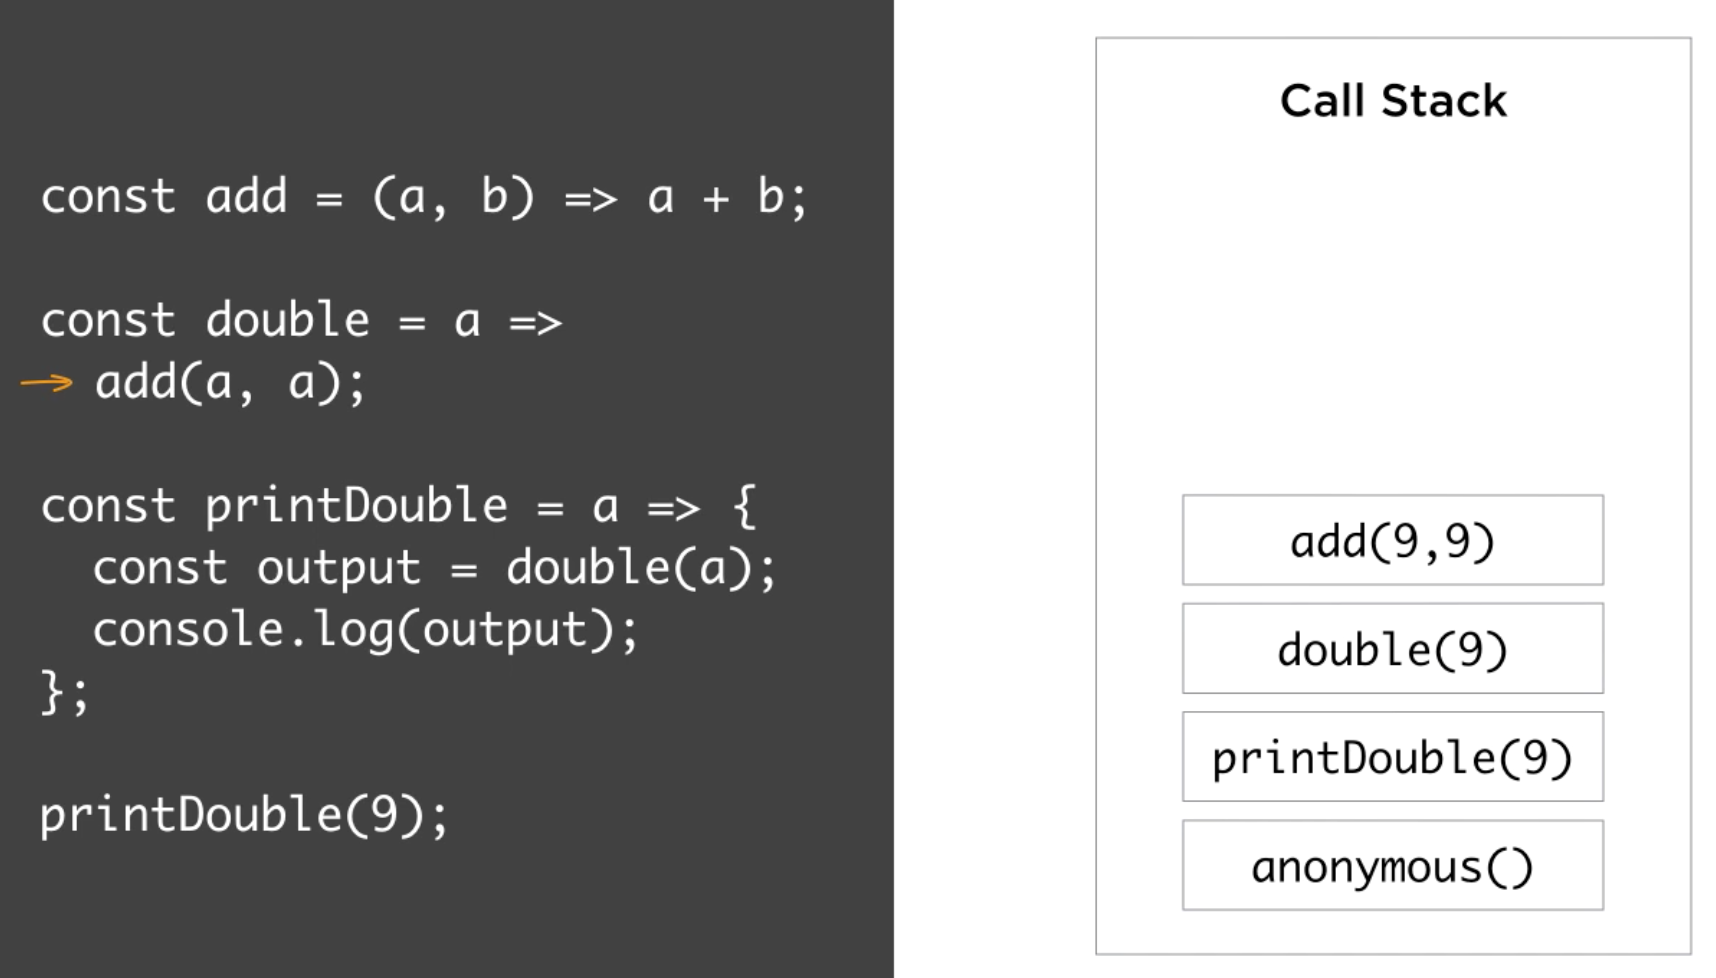 const add = (a, b) => a + b;
const double = a =>
add(a, a);
const printDouble = a => {
const output = double(a);
console.log(output);
};
printDouble(9);
Call Stack
add(9,9)
double(9)
printDouble(9)
anonymous()